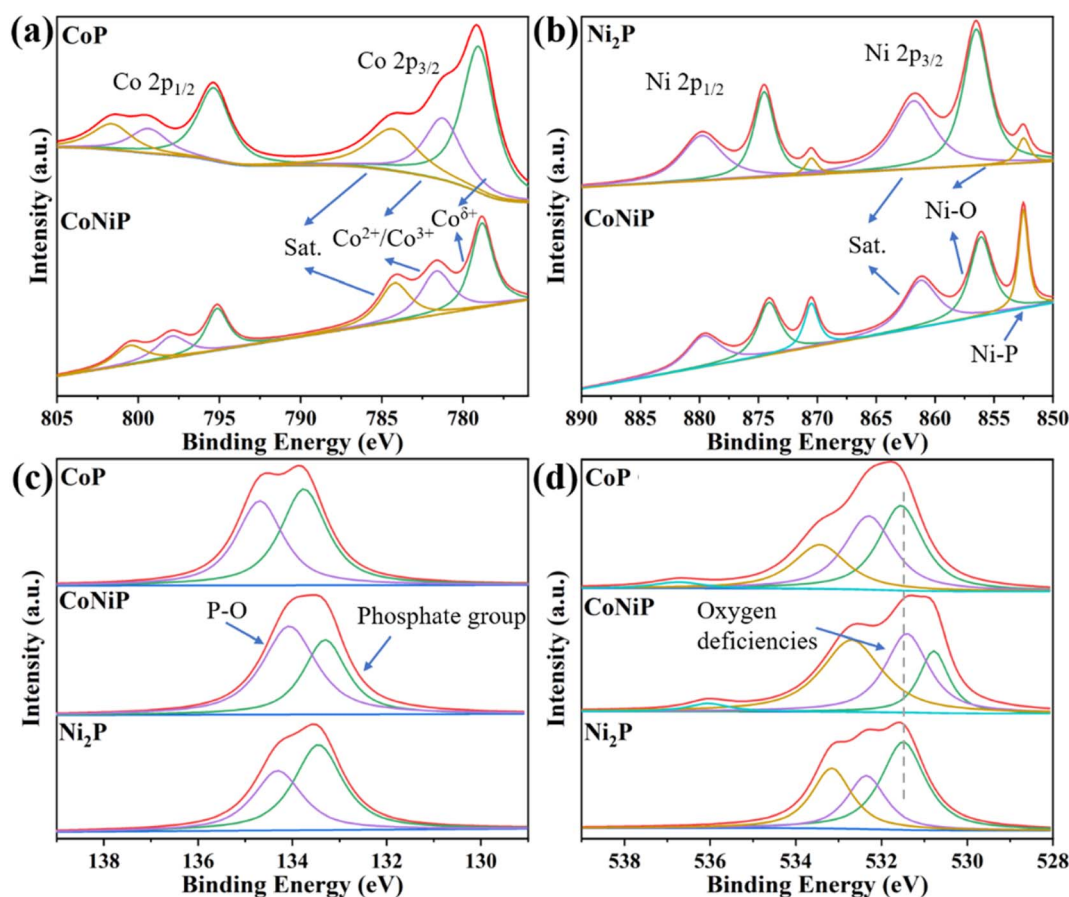 (a)
CoP
Co 2p1/2
Co 2p3/2
CoNiP
Sat.
Co2+/Co3+
Coδ+
Intensity (a.u.)
805 800 795 790 785 780
Binding Energy (eV)
(b)
Ni2P
Ni 2p1/2
Ni 2p3/2
CoNiP
Sat.
Ni-O
Ni-P
Intensity (a.u.)
890 885 880 875 870 865 860 855 850
Binding Energy (eV)
(c)
CoP
CoNiP
P-O
Phosphate group
Ni2P
Intensity (a.u.)
138 136 134 132 130
Binding Energy (eV)
(d)
CoP
CoNiP
Oxygen
deficiencies
Ni2P
Intensity (a.u.)
538 536 534 532 530 528
Binding Energy (eV)